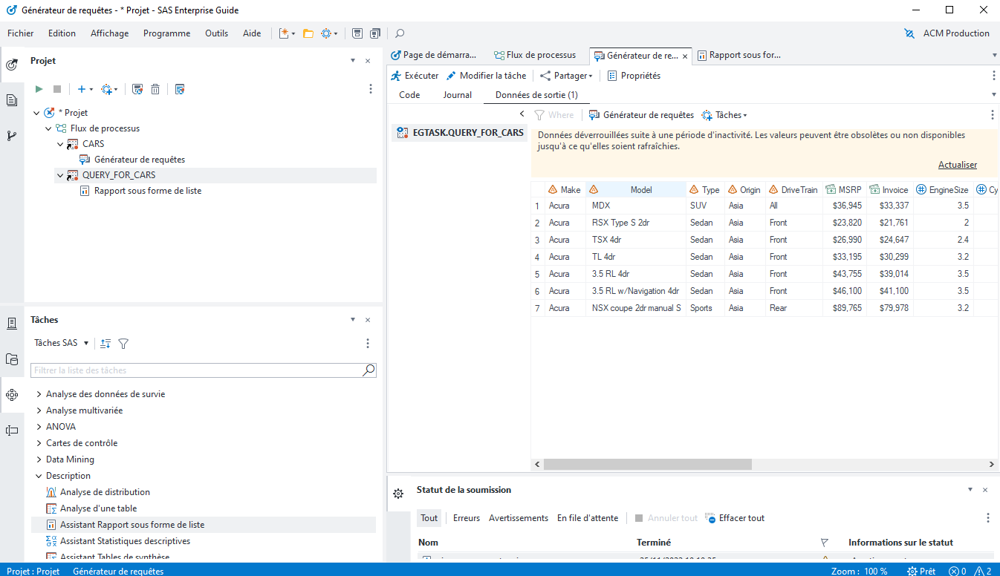 Générateur de requêtes - * Projet - SAS Enterprise Guide
Fichier Edition Affichage Programme Outils Aide ACM Production
Projet
* Projet
Flux de processus
CARS
Générateur de requêtes
QUERY_FOR_CARS
Rapport sous forme de liste
Tâches
Tâches SAS
Filtrer la liste des tâches
Analyse des données de survie
Analyse multivariée
ANOVA
Cartes de contrôle
Data Mining
Description
Analyse de distribution
Analyse d'une table
Assistant Rapport sous forme de liste
Assistant Statistiques descriptives
Assistant Tables de synthèse
Page de démarra... Flux de processus Générateur de re... Rapport sous for...
Exécuter Modifier la tâche Partager Propriétés
Code Journal Données de sortie (1)
Where Générateur de requêtes Tâches
EGTASK.QUERY_FOR_CARS
Données déverrouillées suite à une période d'inactivité. Les valeurs peuvent être obsolètes ou non disponibles
jusqu'à ce qu'elles soient rafraîchies.
Actualiser
Make Model Type Origin DriveTrain MSRP Invoice EngineSize Cy
1 Acura MDX SUV Asia All $36,945 $33,337 3.5
2 Acura RSX Type S 2dr Sedan Asia Front $23,820 $21,761 2
3 Acura TSX 4dr Sedan Asia Front $26,990 $24,647 2.4
4 Acura TL 4dr Sedan Asia Front $33,195 $30,299 3.2
5 Acura 3.5 RL 4dr Sedan Asia Front $43,755 $39,014 3.5
6 Acura 3.5 RL w/Navigation 4dr Sedan Asia Front $46,100 $41,100 3.5
7 Acura NSX coupe 2dr manual S Sports Asia Rear $89,765 $79,978 3.2
Statut de la soumission
Tout Erreurs Avertissements En file d'attente Annuler tout Effacer tout
Nom Terminé Informations sur le statut
Projet : Projet Générateur de requêtes Zoom : 100 % Prêt 0 2